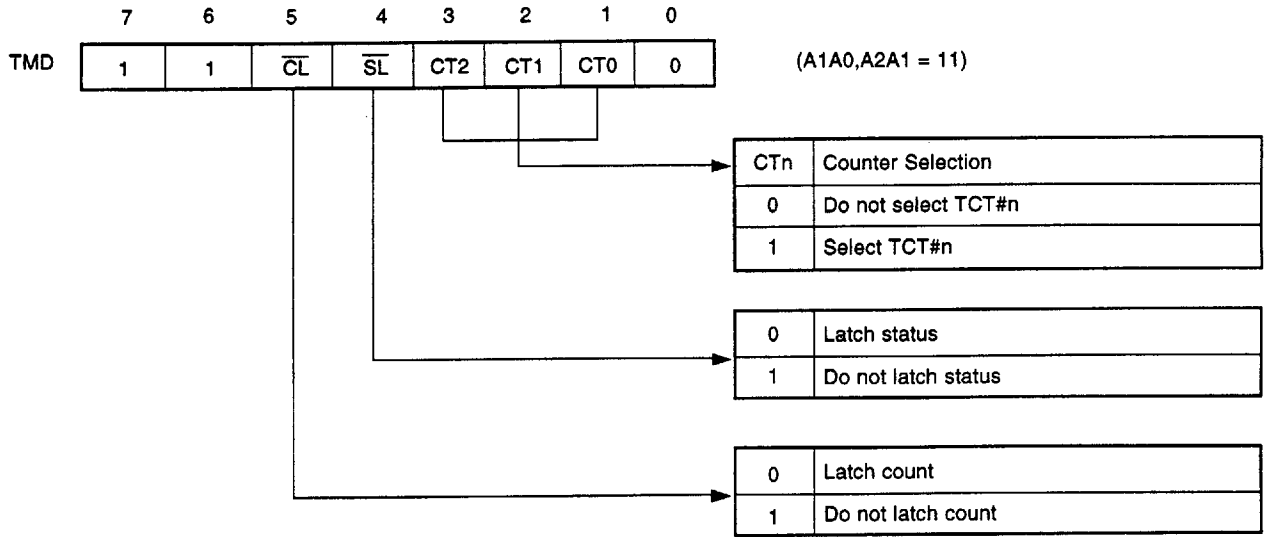 7 6 5 4 3 2 1 0
TMD 1 1 C̅L̅ S̅L̅ CT2 CT1 CT0 0 (A1A0,A2A1 = 11)
CTn Counter Selection
0 Do not select TCT#n
1 Select TCT#n
0 Latch status
1 Do not latch status
0 Latch count
1 Do not latch count